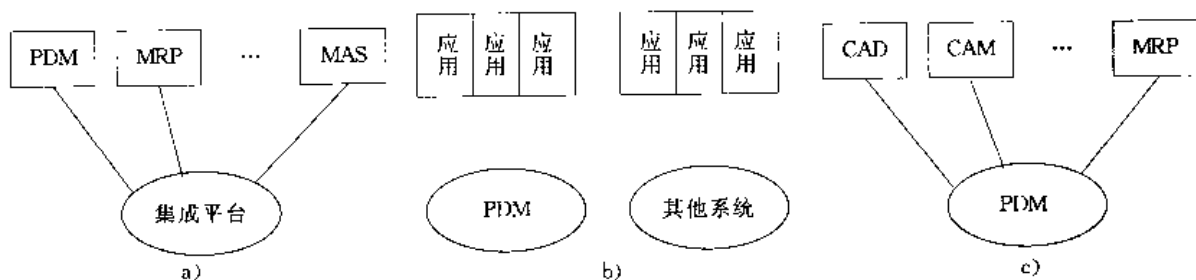 PDM MRP … MAS
集成平台
a)
应用 应用 应用
应用 应用 应用
PDM
其他系统
b)
CAD CAM … MRP
PDM
c)